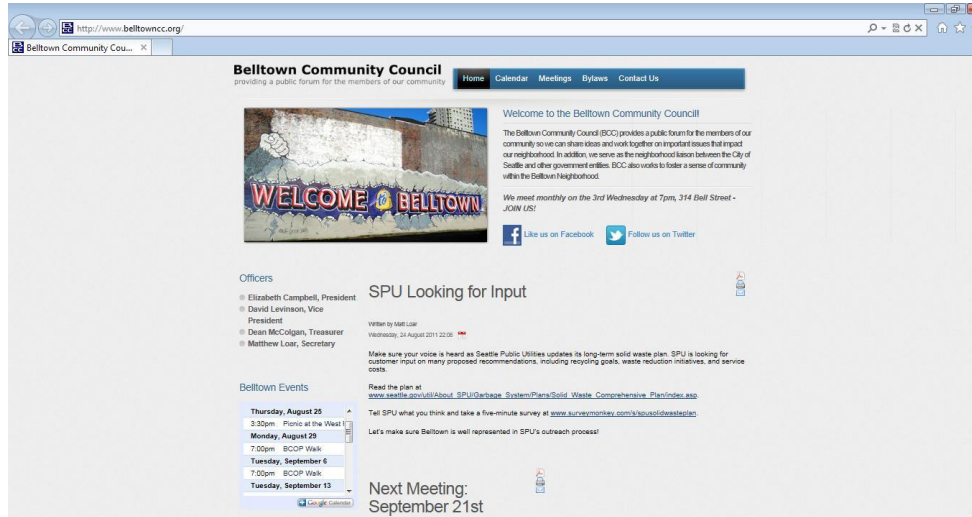 http://www.belltowncc.org/
Belltown Community Cou...
Belltown Community Council
providing a public forum for the members of our community
Home Calendar Meetings Bylaws Contact Us
WELCOME to BELLTOWN
Welcome to the Belltown Community Council!
The Belltown Community Council (BCC) provides a public forum for the members of our
community so we can share ideas and work together on important issues that impact
our neighborhood. In addition, we serve as the neighborhood liaison between the City of
Seattle and other government entities. BCC also works to foster a sense of community
within the Belltown Neighborhood.
We meet monthly on the 3rd Wednesday at 7pm, 314 Bell Street -
JOIN US!
Like us on Facebook
Follow us on Twitter
Officers
Elizabeth Campbell, President
David Levinson, Vice
President
Dean McColgan, Treasurer
Matthew Loar, Secretary
Belltown Events
Thursday, August 25
3:30pm Picnic at the West
Monday, August 29
7:00pm BCOP Walk
Tuesday, September 6
7:00pm BCOP Walk
Tuesday, September 13
Google Calendar
SPU Looking for Input
Written by Matt Loar
Wednesday, 24 August 2011 22:06
Make sure your voice is heard as Seattle Public Utilities updates its long-term solid waste plan. SPU is looking for
customer input on many proposed recommendations, including recycling goals, waste reduction initiatives, and service
costs.
Read the plan at
www.seattle.gov/util/About_SPU/Garbage_System/Plans/Solid_Waste_Comprehensive_Plan/index.asp.
Tell SPU what you think and take a five-minute survey at www.surveymonkey.com/s/spusolidwasteplan.
Let's make sure Belltown is well represented in SPU's outreach process!
Next Meeting:
September 21st